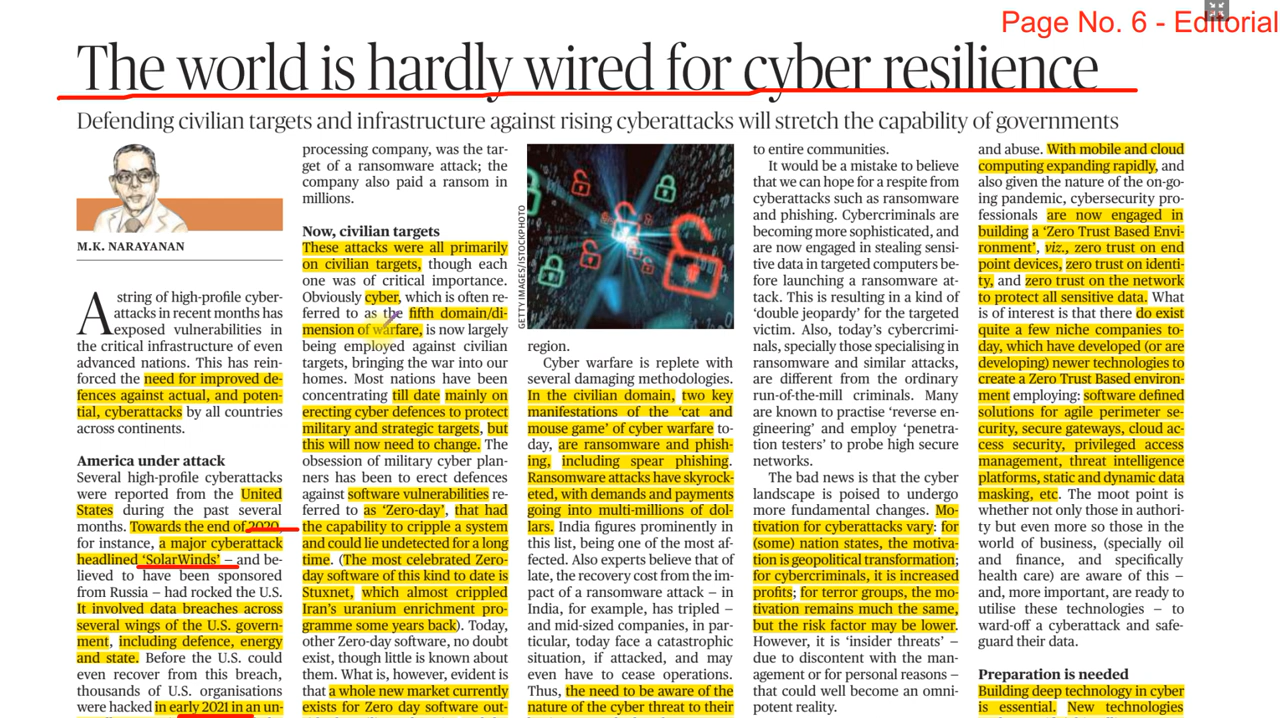 Page No. 6 - Editorial
The world is hardly wired for cyber resilience
Defending civilian targets and infrastructure against rising cyberattacks will stretch the capability of governments
M.K. NARAYANAN
A string of high-profile cyber-
attacks in recent months has
exposed vulnerabilities in
the critical infrastructure of even
advanced nations. This has rein-
forced the need for improved de-
fences against actual, and poten-
tial, cyberattacks by all countries
across continents.
America under attack
Several high-profile cyberattacks
were reported from the United
States during the past several
months. Towards the end of 2020,
for instance, a major cyberattack
headlined ‘SolarWinds’ – and be-
lieved to have been sponsored
from Russia – had rocked the U.S.
It involved data breaches across
several wings of the U.S. govern-
ment, including defence, energy
and state. Before the U.S. could
even recover from this breach,
thousands of U.S. organisations
were hacked in early 2021 in an un-
processing company, was the tar-
get of a ransomware attack; the
company also paid a ransom in
millions.
Now, civilian targets
These attacks were all primarily
on civilian targets, though each
one was of critical importance.
Obviously cyber, which is often re-
ferred to as the fifth domain/di-
mension of warfare, is now largely
being employed against civilian
targets, bringing the war into our
homes. Most nations have been
concentrating till date mainly on
erecting cyber defences to protect
military and strategic targets, but
this will now need to change. The
obsession of military cyber plan-
ners has been to erect defences
against software vulnerabilities re-
ferred to as ‘Zero-day’, that had
the capability to cripple a system
and could lie undetected for a long
time. (The most celebrated Zero-
day software of this kind to date is
Stuxnet, which almost crippled
Iran’s uranium enrichment pro-
gramme some years back). Today,
other Zero-day software, no doubt
exist, though little is known about
them. What is, however, evident is
that a whole new market currently
exists for Zero day software out-
GETTY IMAGES/ISTOCKPHOTO
region.
Cyber warfare is replete with
several damaging methodologies.
In the civilian domain, two key
manifestations of the ‘cat and
mouse game’ of cyber warfare to-
day, are ransomware and phish-
ing, including spear phishing.
Ransomware attacks have skyrock-
eted, with demands and payments
going into multi-millions of dol-
lars. India figures prominently in
this list, being one of the most af-
fected. Also experts believe that of
late, the recovery cost from the im-
pact of a ransomware attack – in
India, for example, has tripled –
and mid-sized companies, in par-
ticular, today face a catastrophic
situation, if attacked, and may
even have to cease operations.
Thus, the need to be aware of the
nature of the cyber threat to their
to entire communities.
It would be a mistake to believe
that we can hope for a respite from
cyberattacks such as ransomware
and phishing. Cybercriminals are
becoming more sophisticated, and
are now engaged in stealing sensi-
tive data in targeted computers be-
fore launching a ransomware at-
tack. This is resulting in a kind of
‘double jeopardy’ for the targeted
victim. Also, today’s cybercrimi-
nals, specially those specialising in
ransomware and similar attacks,
are different from the ordinary
run-of-the-mill criminals. Many
are known to practise ‘reverse en-
gineering’ and employ ‘penetra-
tion testers’ to probe high secure
networks.
The bad news is that the cyber
landscape is poised to undergo
more fundamental changes. Mo-
tivation for cyberattacks vary: for
(some) nation states, the motiva-
tion is geopolitical transformation;
for cybercriminals, it is increased
profits; for terror groups, the mo-
tivation remains much the same,
but the risk factor may be lower.
However, it is ‘insider threats’ –
due to discontent with the man-
agement or for personal reasons –
that could well become an omni-
potent reality.
and abuse. With mobile and cloud
computing expanding rapidly, and
also given the nature of the on-go-
ing pandemic, cybersecurity pro-
fessionals are now engaged in
building a ‘Zero Trust Based Envi-
ronment’, viz., zero trust on end
point devices, zero trust on identi-
ty, and zero trust on the network
to protect all sensitive data. What
is of interest is that there do exist
quite a few niche companies to-
day, which have developed (or are
developing) newer technologies to
create a Zero Trust Based environ-
ment employing: software defined
solutions for agile perimeter se-
curity, secure gateways, cloud ac-
cess security, privileged access
management, threat intelligence
platforms, static and dynamic data
masking, etc. The moot point is
whether not only those in authori-
ty but even more so those in the
world of business, (specially oil
and finance, and specifically
health care) are aware of this –
and, more important, are ready to
utilise these technologies – to
ward-off a cyberattack and safe-
guard their data.
Preparation is needed
Building deep technology in cyber
is essential. New technologies